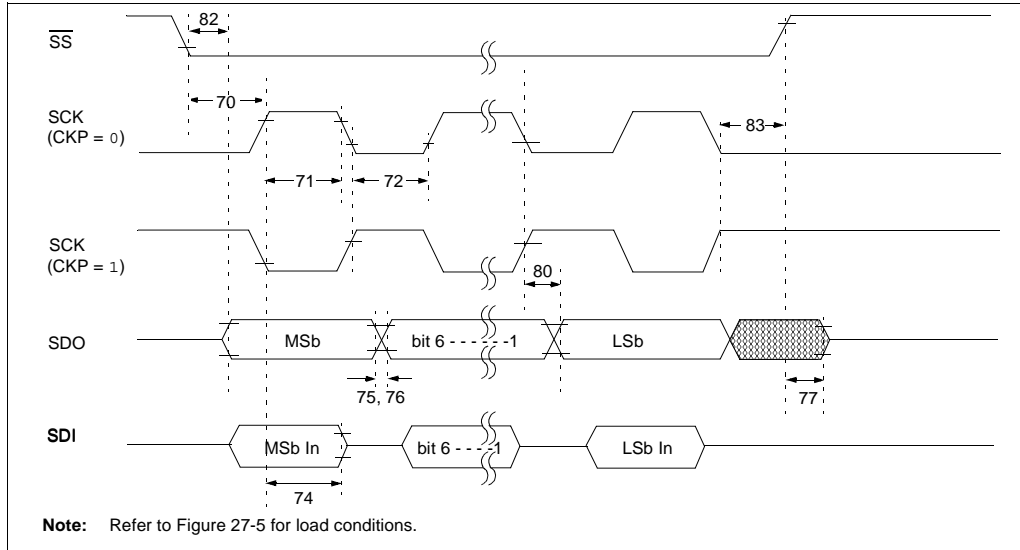 82
SS
70
SCK
(CKP = 0)
83
71
72
SCK
(CKP = 1)
80
SDO
MSb
bit 6 - - - - - -1
LSb
75, 76
77
SDI
MSb In
bit 6 - - - -1
LSb In
74
Note: Refer to Figure 27-5 for load conditions.